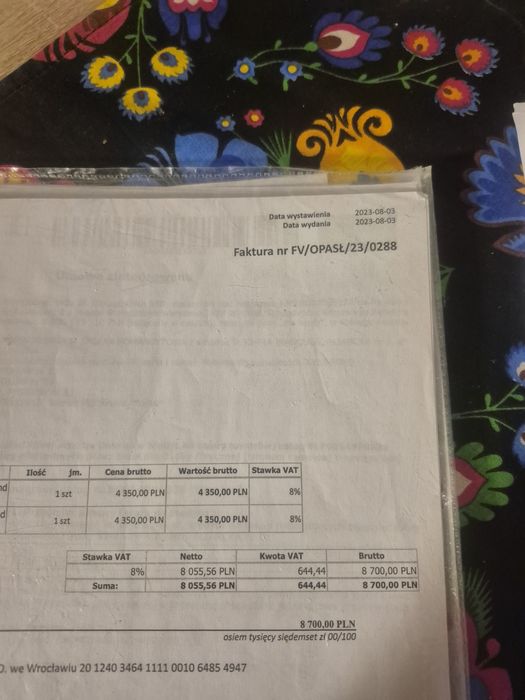 Data wystawienia 2023-08-03
Data wydania 2023-08-03
Faktura nr FV/OPASŁ/23/0288
Ilość jm. Cena brutto Wartość brutto Stawka VAT
1 szt 4 350,00 PLN 4 350,00 PLN 8%
1 szt 4 350,00 PLN 4 350,00 PLN 8%
Stawka VAT Netto Kwota VAT Brutto
8% 8 055,56 PLN 644,44 8 700,00 PLN
Suma: 8 055,56 PLN 644,44 8 700,00 PLN
8 700,00 PLN
osiem tysięcy siedemset zł 00/100
O. we Wrocławiu 20 1240 3464 1111 0010 6485 4947